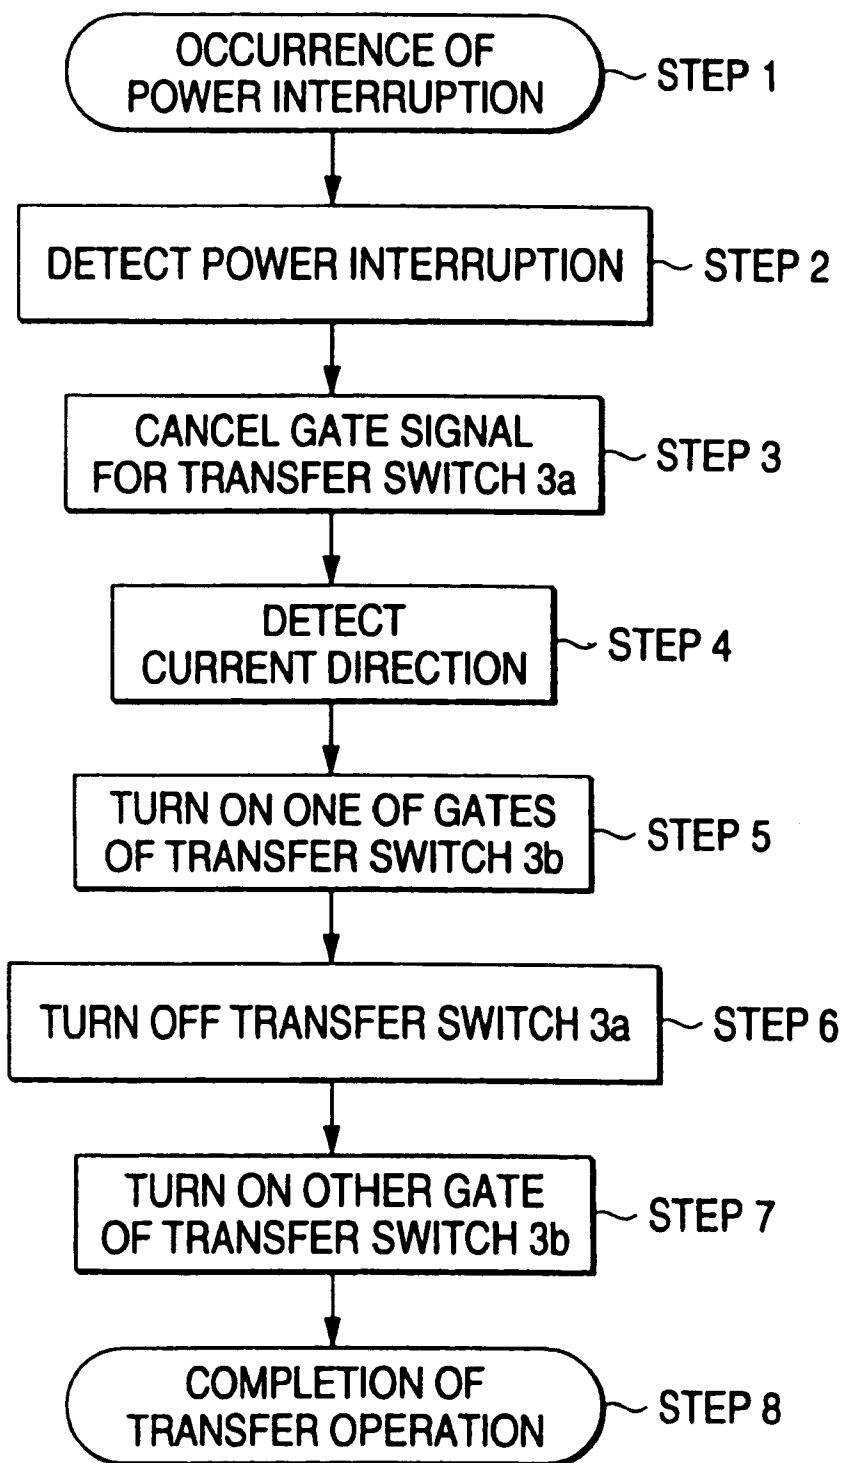 OCCURRENCE OF
POWER INTERRUPTION
STEP 1
DETECT POWER INTERRUPTION
STEP 2
CANCEL GATE SIGNAL
FOR TRANSFER SWITCH 3a
STEP 3
DETECT
CURRENT DIRECTION
STEP 4
TURN ON ONE OF GATES
OF TRANSFER SWITCH 3b
STEP 5
TURN OFF TRANSFER SWITCH 3a
STEP 6
TURN ON OTHER GATE
OF TRANSFER SWITCH 3b
STEP 7
COMPLETION OF
TRANSFER OPERATION
STEP 8